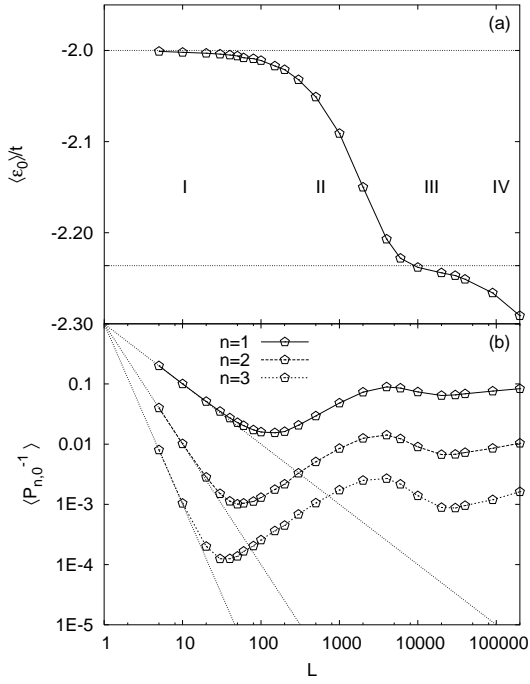 (a)
-2.0
-2.1
⟨ε₀⟩/t
I II III IV
-2.20
-2.30
(b)
n=1
n=2
n=3
0.1
0.01
⟨P_{n,0}^{-1}⟩
1E-3
1E-4
1E-5
1 10 100 1000 10000 100000
L